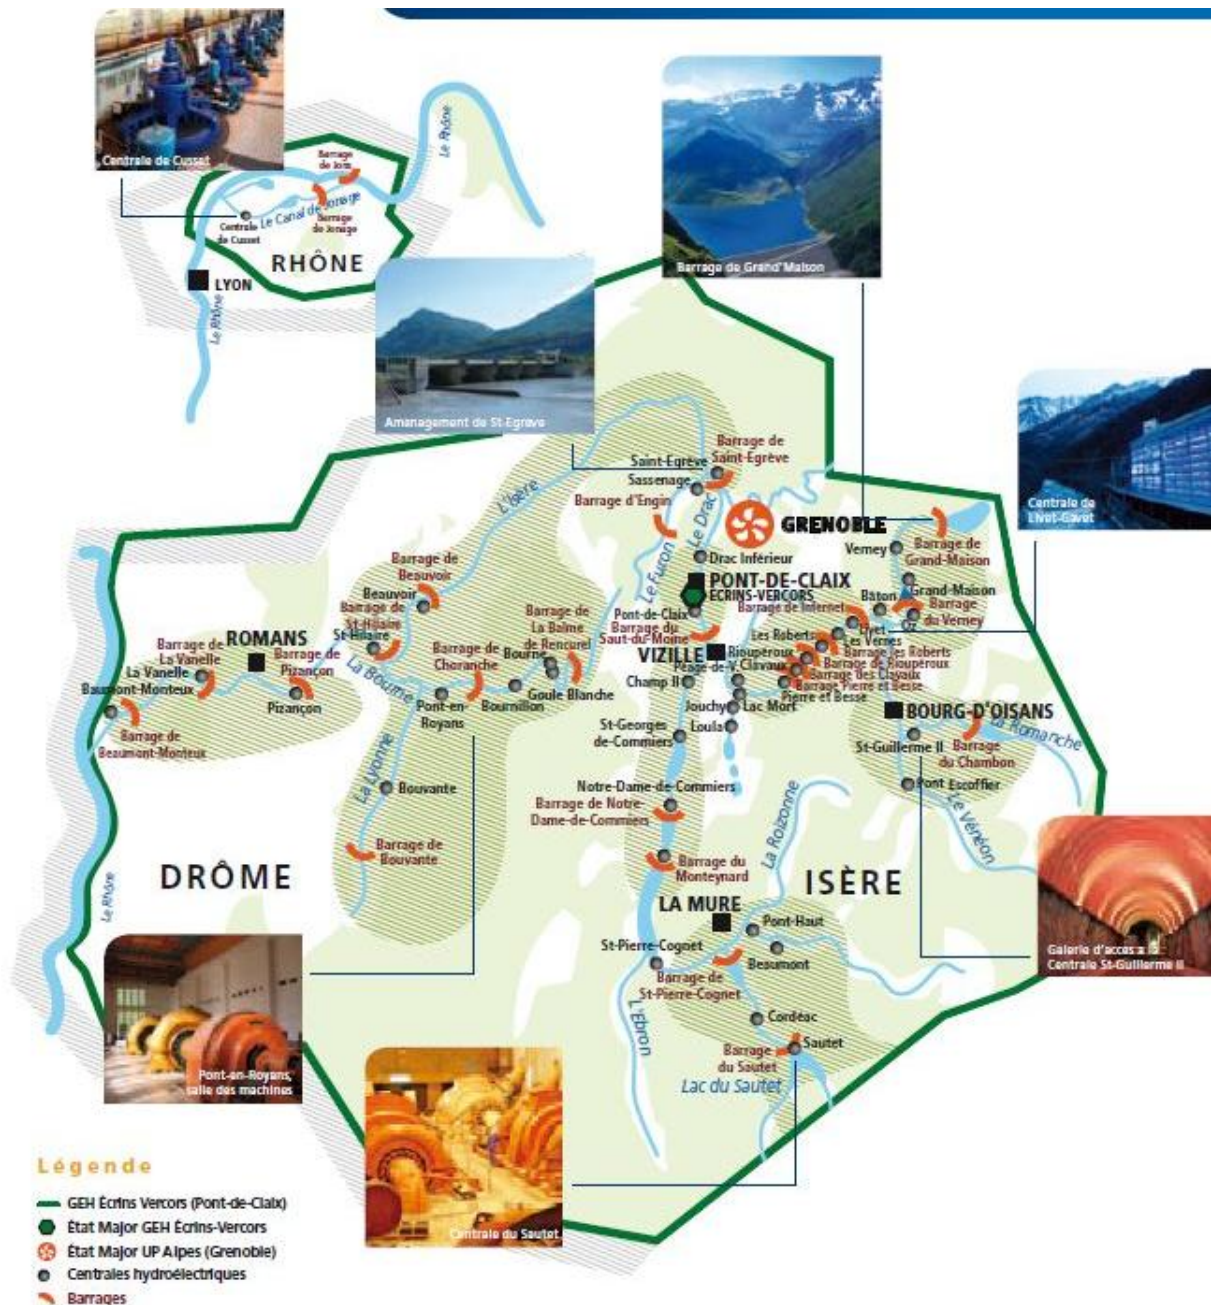 Centrale de Cusset
Le Rhône
Barrage
de Jons
Le Canal de Jonage
Barrage
de Jonage
Centrale
de Cusset
RHÔNE
LYON
Le Rhône
Barrage de Grand'Maison
Aménagement de St-Egrève
Centrale de
Livet-Gavet
Saint-Egrève
Barrage de
Saint-Egrève
Sassenage
Barrage d'Engin
L'Isère
Le Drac
GRENOBLE
Le Furon
Drac Inférieur
PONT-DE-CLAIX
ÉCRINS-VERCORS
Pont-de-Claix
Barrage du
Saut-du-Moine
VIZILLE
Verney
Barrage de
Grand-Maison
Grand-Maison
Bâton
Barrage
du Verney
Oz
Barrage de Infernet
Livet
Les Vernes
Les Roberts
Barrage les Roberts
Rioupéroux
Barrage de Rioupéroux
Clavaux
Barrage des Clavaux
Péage-de-V.
Barrage Pierre et Besse
Pierre et Besse
Champ II
Jouchy
Lac Mort
Loula
BOURG-D'OISANS
La Romanche
St-Guillerme II
Barrage
du Chambon
Pont Escoffier
Le Vénéon
Barrage de
Beauvoir
Beauvoir
Barrage de
St-Hilaire
St-Hilaire
ROMANS
Barrage de
La Vanelle
La Vanelle
Barrage de
Pizançon
Pizançon
Baumont-Monteux
Barrage de
Beaumont-Monteux
La Bourne
Barrage de
Choranche
Barrage de
La Balme
de Rencurel
Bourne
Goule Blanche
Bournillon
Pont-en-
Royans
La Lyonne
Bouvante
Barrage de
Bouvante
St-Georges
de-Commiers
Notre-Dame-de-Commiers
Barrage de Notre-
Dame-de-Commiers
Barrage du
Monteynard
La Roizonne
DRÔME
ISÈRE
Le Rhône
LA MURE
Pont-Haut
St-Pierre-Cognet
Beaumont
Barrage de
St-Pierre-Cognet
L'Ebron
Cordéac
Sautet
Barrage
du Sautet
Lac du Sautet
Galerie d'accès à
Centrale St-Guillerme II
Pont-en-Royans,
salle des machines
Centrale du Sautet
Légende
GEH Écrins Vercors (Pont-de-Claix)
État Major GEH Écrins-Vercors
État Major UP Alpes (Grenoble)
Centrales hydroélectriques
Barrages